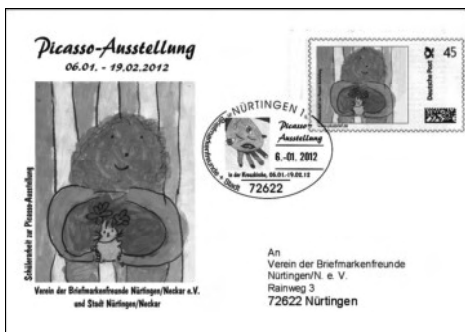 Picasso-Ausstellung
06.01. - 19.02.2012
Schülerarbeit zur Picasso-Ausstellung
Verein der Briefmarkenfreunde Nürtingen/Neckar e.V.
und Stadt Nürtingen/Neckar
NÜRTINGEN 1
Briefmarkenfreunde + Stadt
Picasso-
Ausstellung
6.-01. 2012
in der Kreuzkirche, 06.01.-19.02.12
72622
Deutsche Post
45
An
Verein der Briefmarkenfreunde
Nürtingen/N. e. V.
Rainweg 3
72622 Nürtingen